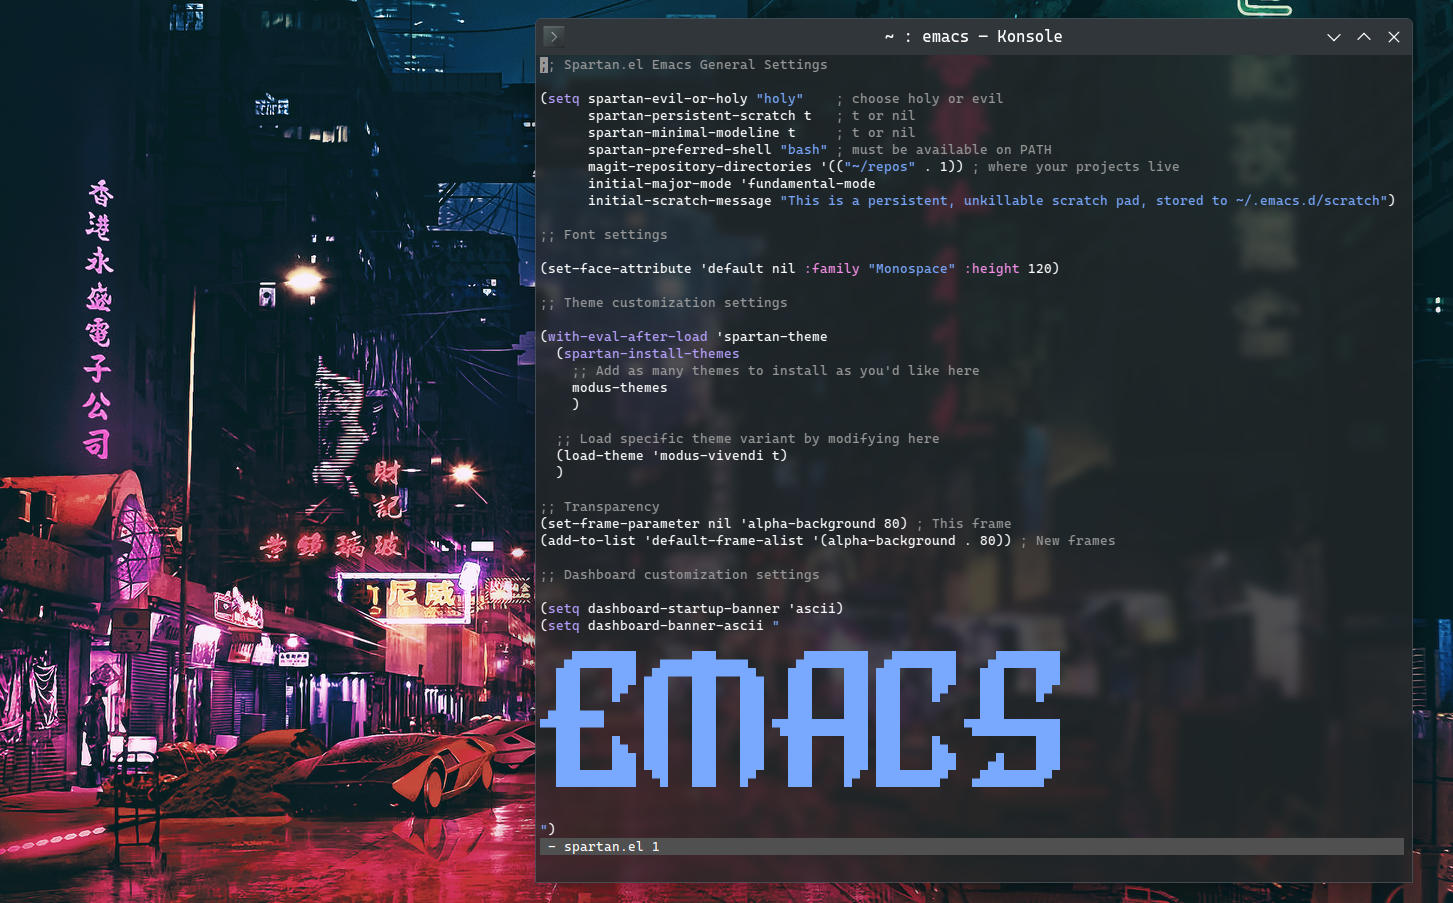 ~ : emacs — Konsole
;; Spartan.el Emacs General Settings
(setq spartan-evil-or-holy "holy"    ; choose holy or evil
      spartan-persistent-scratch t   ; t or nil
      spartan-minimal-modeline t     ; t or nil
      spartan-preferred-shell "bash" ; must be available on PATH
      magit-repository-directories '(("~/repos" . 1)) ; where your projects live
      initial-major-mode 'fundamental-mode
      initial-scratch-message "This is a persistent, unkillable scratch pad, stored to ~/.emacs.d/scratch")
;; Font settings
(set-face-attribute 'default nil :family "Monospace" :height 120)
;; Theme customization settings
(with-eval-after-load 'spartan-theme
  (spartan-install-themes
    ;; Add as many themes to install as you'd like here
    modus-themes
    )
  ;; Load specific theme variant by modifying here
  (load-theme 'modus-vivendi t)
  )
;; Transparency
(set-frame-parameter nil 'alpha-background 80) ; This frame
(add-to-list 'default-frame-alist '(alpha-background . 80)) ; New frames
;; Dashboard customization settings
(setq dashboard-startup-banner 'ascii)
(setq dashboard-banner-ascii "
EMACS
")
- spartan.el 1
香港永盛電子公司
財記
業鋼璃玻
尼威